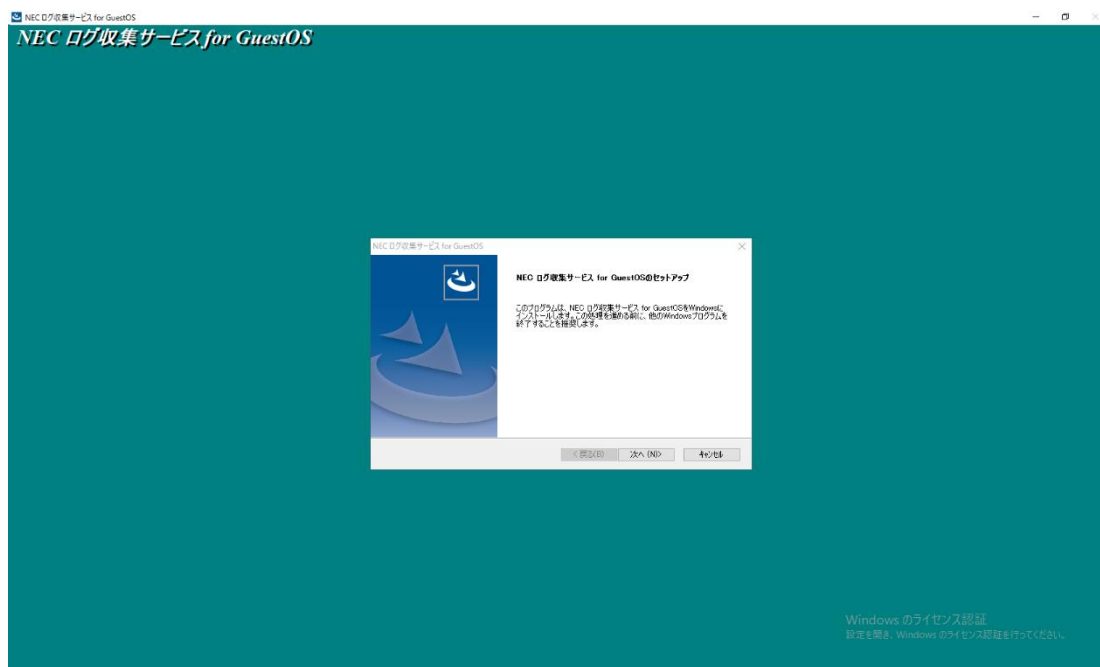 NEC ログ収集サービス for GuestOS
NEC ログ収集サービス for GuestOS
NEC ログ収集サービス for GuestOS
NEC ログ収集サービス for GuestOSのセットアップ
このプログラムは、NEC ログ収集サービス for GuestOSをWindowsに
インストールします。この処理を進める前に、他のWindowsプログラムを
終了することを推奨します。
< 戻る(B)
次へ (N)>
キャンセル
Windows のライセンス認証
設定を開き、Windows のライセンス認証を行ってください。